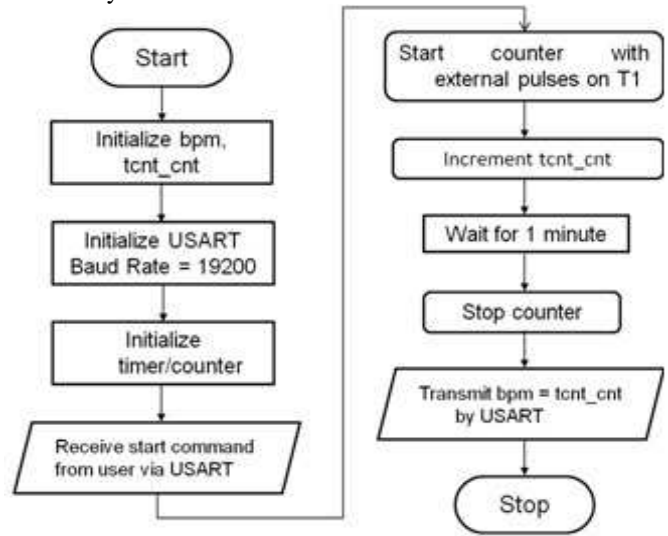 Start
Initialize bpm,
tcnt_cnt
Initialize USART
Baud Rate = 19200
Initialize
timer/counter
Receive start command
from user via USART
Start counter with
external pulses on T1
Increment tcnt_cnt
Wait for 1 minute
Stop counter
Transmit bpm = tcnt_cnt
by USART
Stop